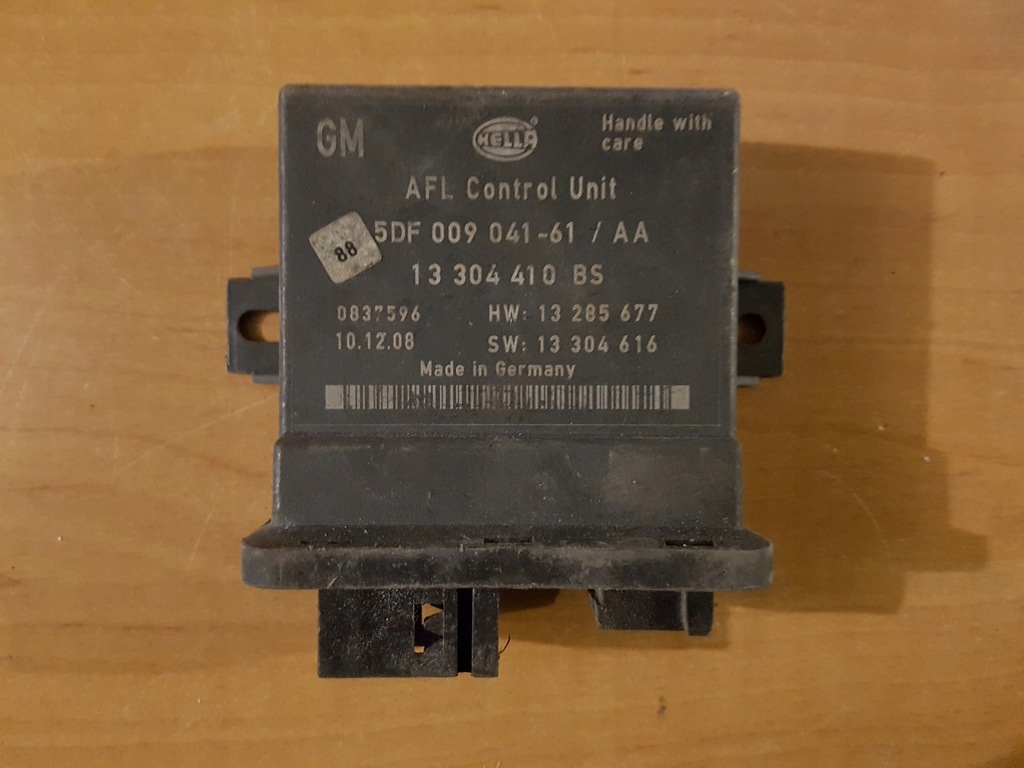 GM
HELLA®
Handle with
care
AFL Control Unit
88
5DF 009 041-61 / AA
13 304 410 BS
0837596
HW: 13 285 677
10.12.08
SW: 13 304 616
Made in Germany